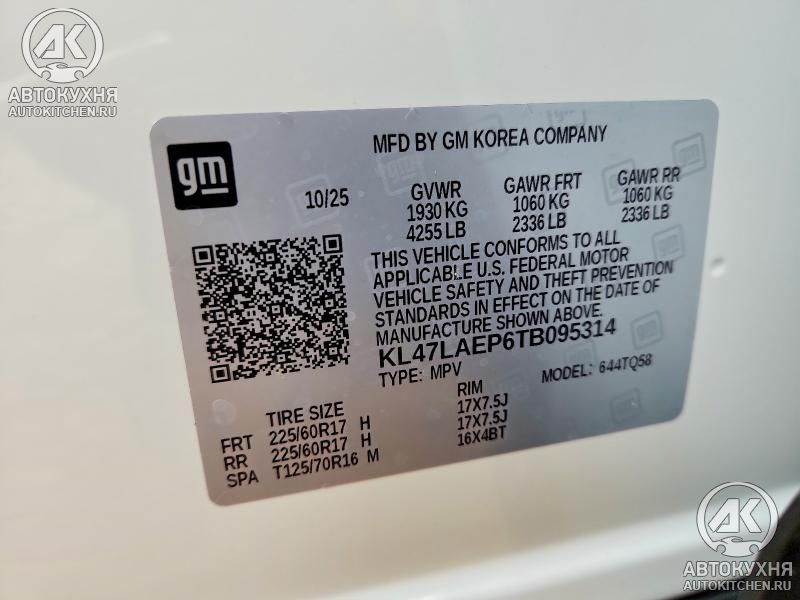 AK
АВТОКУХНЯ
AUTOKITCHEN.RU
gm
MFD BY GM KOREA COMPANY
10/25
GVWR GAWR FRT GAWR RR
1930 KG 1060 KG 1060 KG
4255 LB 2336 LB 2336 LB
THIS VEHICLE CONFORMS TO ALL
APPLICABLE U.S. FEDERAL MOTOR
VEHICLE SAFETY AND THEFT PREVENTION
STANDARDS IN EFFECT ON THE DATE OF
MANUFACTURE SHOWN ABOVE.
KL47LAEP6TB095314
TYPE: MPV MODEL: 644TQ58
TIRE SIZE RIM
FRT 225/60R17 H 17X7.5J
RR 225/60R17 H 17X7.5J
SPA T125/70R16 M 16X4BT
AK
АВТОКУХНЯ
AUTOKITCHEN.RU